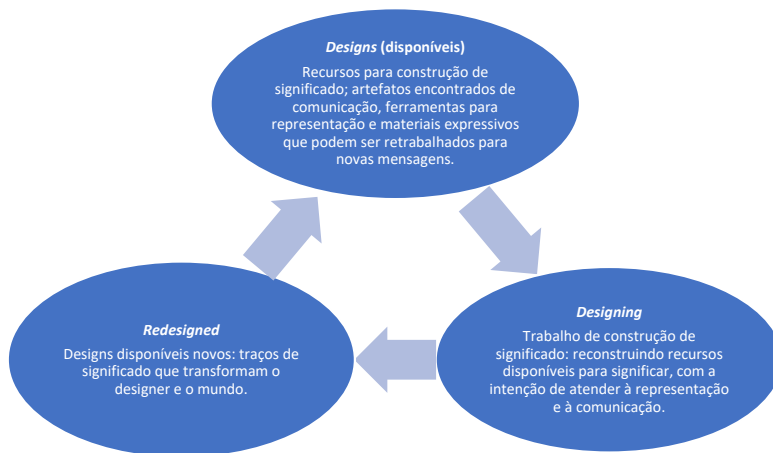 Designs (disponíveis)
Recursos para construção de
significado; artefatos encontrados de
comunicação, ferramentas para
representação e materiais expressivos
que podem ser retrabalhados para
novas mensagens.
Designing
Trabalho de construção de
significado: reconstruindo recursos
disponíveis para significar, com a
intenção de atender à representação
e à comunicação.
Redesigned
Designs disponíveis novos: traços de
significado que transformam o
designer e o mundo.